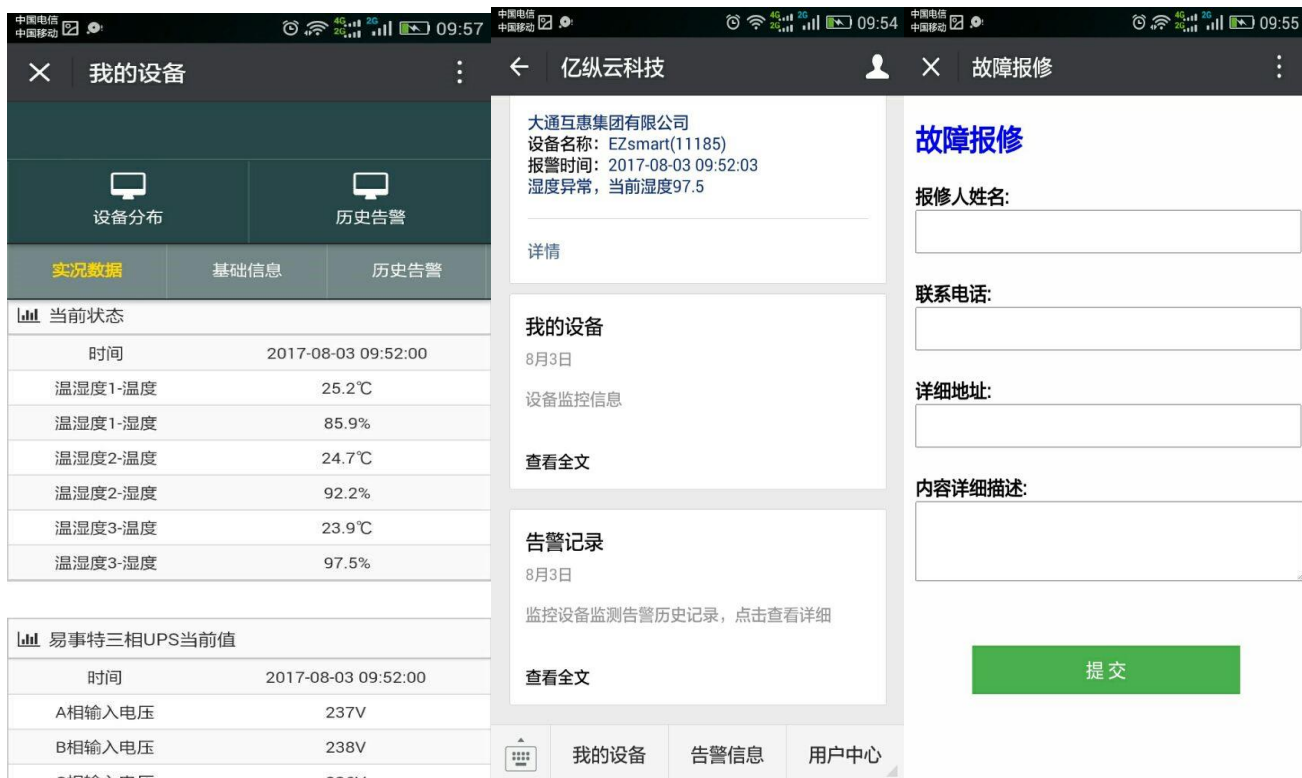 中国电信
中国移动
4G
2G
2G
09:57
我的设备
设备分布
历史告警
实况数据
基础信息
历史告警
当前状态
时间 2017-08-03 09:52:00
温湿度1-温度 25.2℃
温湿度1-湿度 85.9%
温湿度2-温度 24.7℃
温湿度2-湿度 92.2%
温湿度3-温度 23.9℃
温湿度3-湿度 97.5%
易事特三相UPS当前值
时间 2017-08-03 09:52:00
A相输入电压 237V
B相输入电压 238V
中国电信
中国移动
4G
2G
2G
09:54
亿纵云科技
大通互惠集团有限公司
设备名称：EZsmart(11185)
报警时间：2017-08-03 09:52:03
湿度异常，当前湿度97.5
详情
我的设备
8月3日
设备监控信息
查看全文
告警记录
8月3日
监控设备监测告警历史记录，点击查看详细
查看全文
我的设备
告警信息
用户中心
中国电信
中国移动
4G
2G
2G
09:55
故障报修
故障报修
报修人姓名:
联系电话:
详细地址:
内容详细描述:
提交